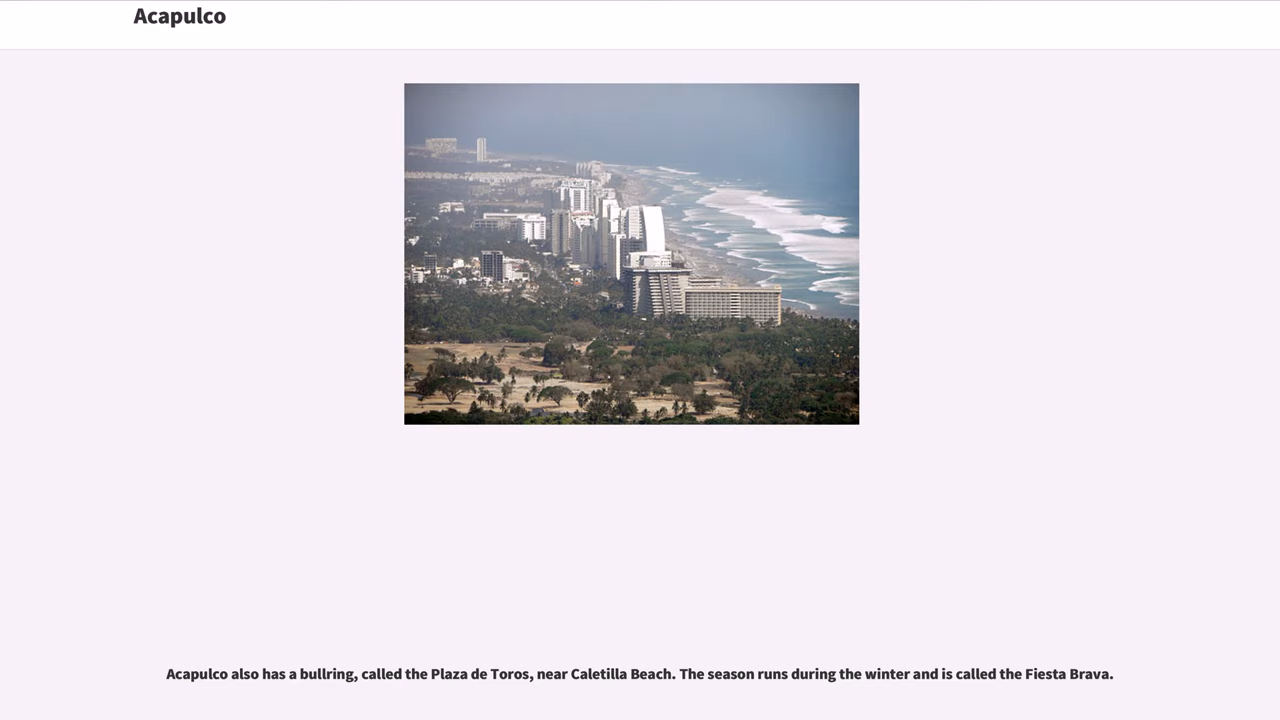 Acapulco
Acapulco also has a bullring, called the Plaza de Toros, near Caletilla Beach. The season runs during the winter and is called the Fiesta Brava.